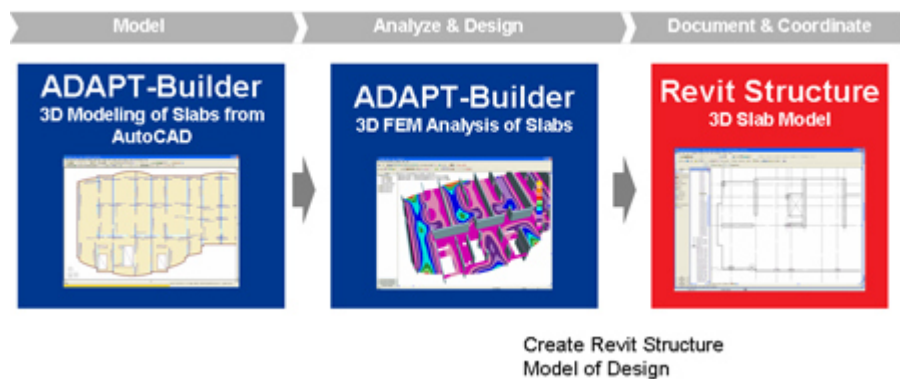 Model
Analyze & Design
Document & Coordinate
ADAPT-Builder
3D Modeling of Slabs from
AutoCAD
ADAPT-Builder
3D FEM Analysis of Slabs
Revit Structure
3D Slab Model
Create Revit Structure
Model of Design